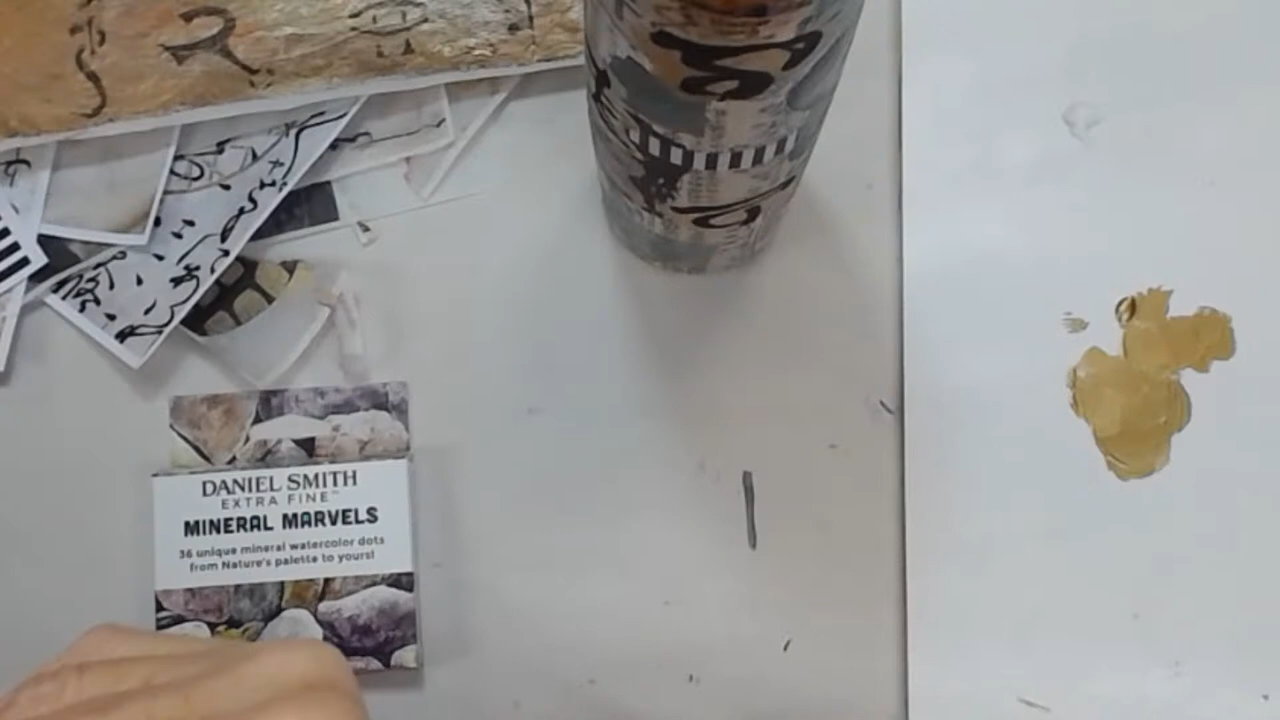 DANIEL SMITH
EXTRA FINE™
MINERAL MARVELS
36 unique mineral watercolor dots
from Nature's palette to yours!